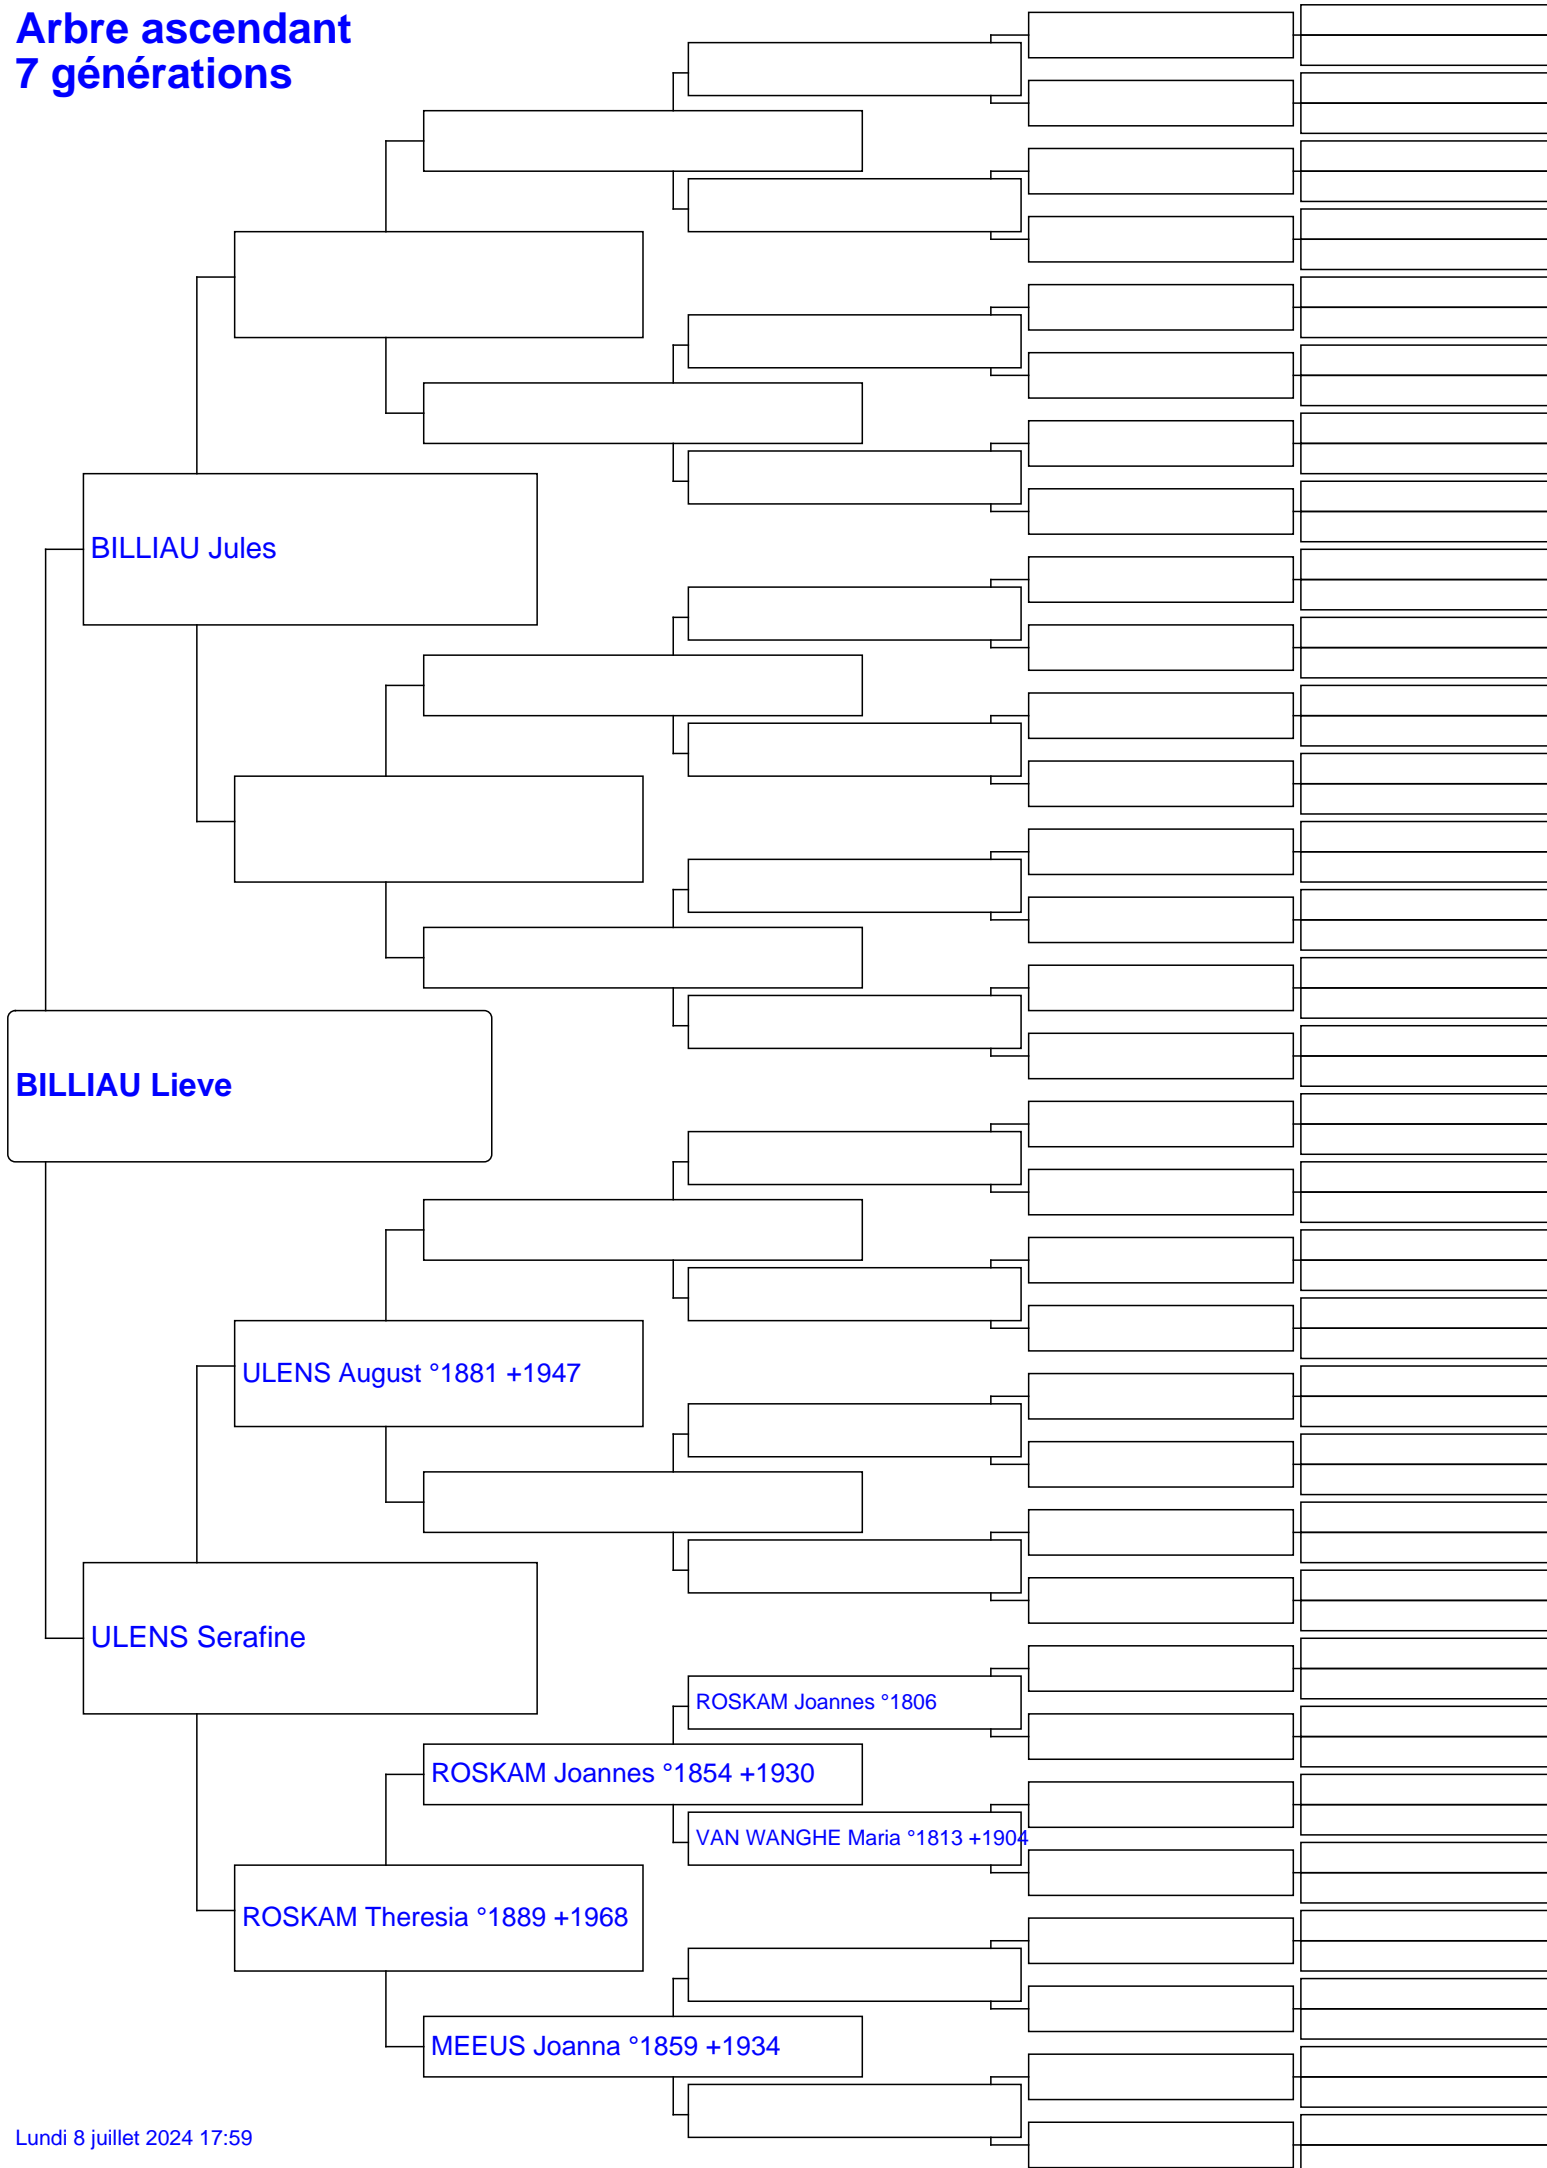 Arbre ascendant
7 générations
BILLIAU Jules
BILLIAU Lieve
ULENS August °1881 +1947
ULENS Serafine
ROSKAM Joannes °1806
ROSKAM Joannes °1854 +1930
VAN WANGHE Maria °1813 +1904
ROSKAM Theresia °1889 +1968
MEEUS Joanna °1859 +1934
Lundi 8 juillet 2024 17:59